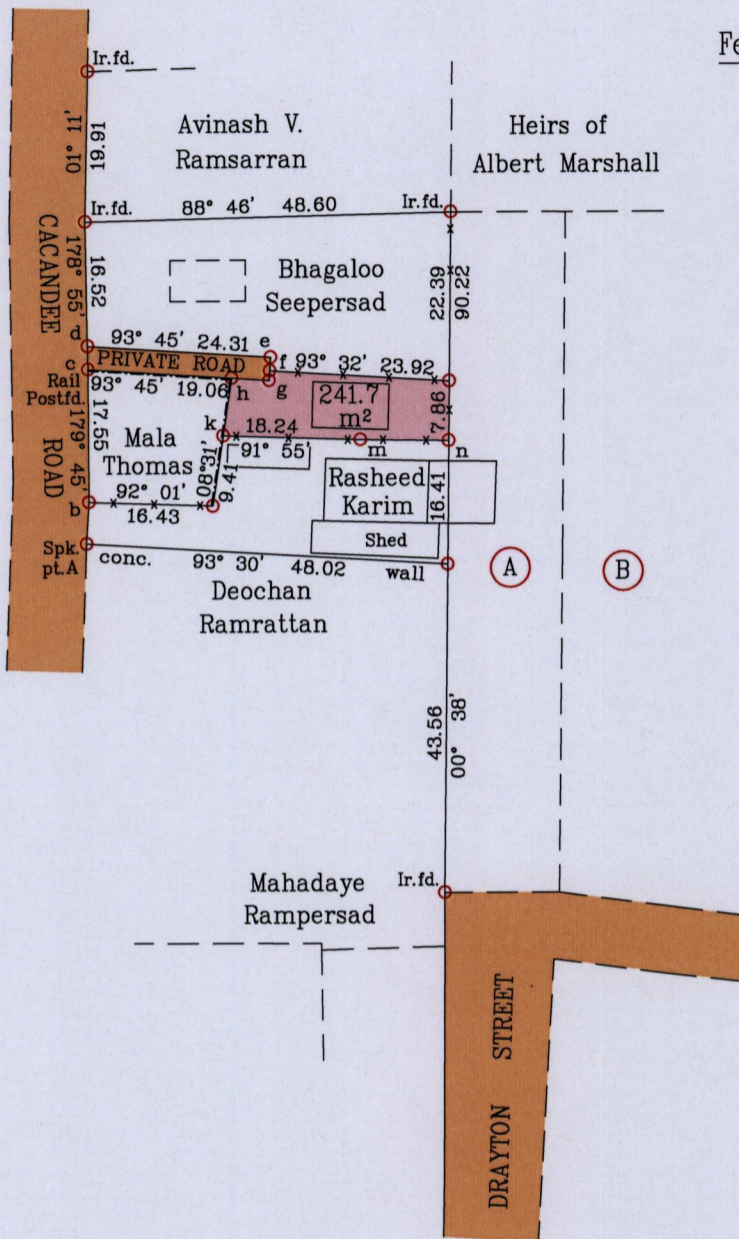 Fe
Ir.fd.
01° 11'
19.91
Avinash V.
Ramsarran
Heirs of
Albert Marshall
Ir.fd.
88° 46' 48.60
Ir.fd.
CACANDEE
ROAD
178° 55'
16.52
Bhagaloo
Seepersad
22.39
90.22
d
93° 45' 24.31
e
c
PRIVATE ROAD
f
93° 32' 23.92
Rail
Postfd.
93° 45' 19.06
h
g
241.7
m²
7.86
179° 45'
17.55
Mala
Thomas
k
18.24
91° 55'
m
n
08° 31'
9.41
Rasheed
Karim
16.41
b
92° 01'
16.43
Shed
Spk.
pt.A
conc.
93° 30' 48.02
wall
A
B
Deochan
Ramrattan
43.56
00° 38'
Mahadaye
Rampersad
Ir.fd.
DRAYTON STREET